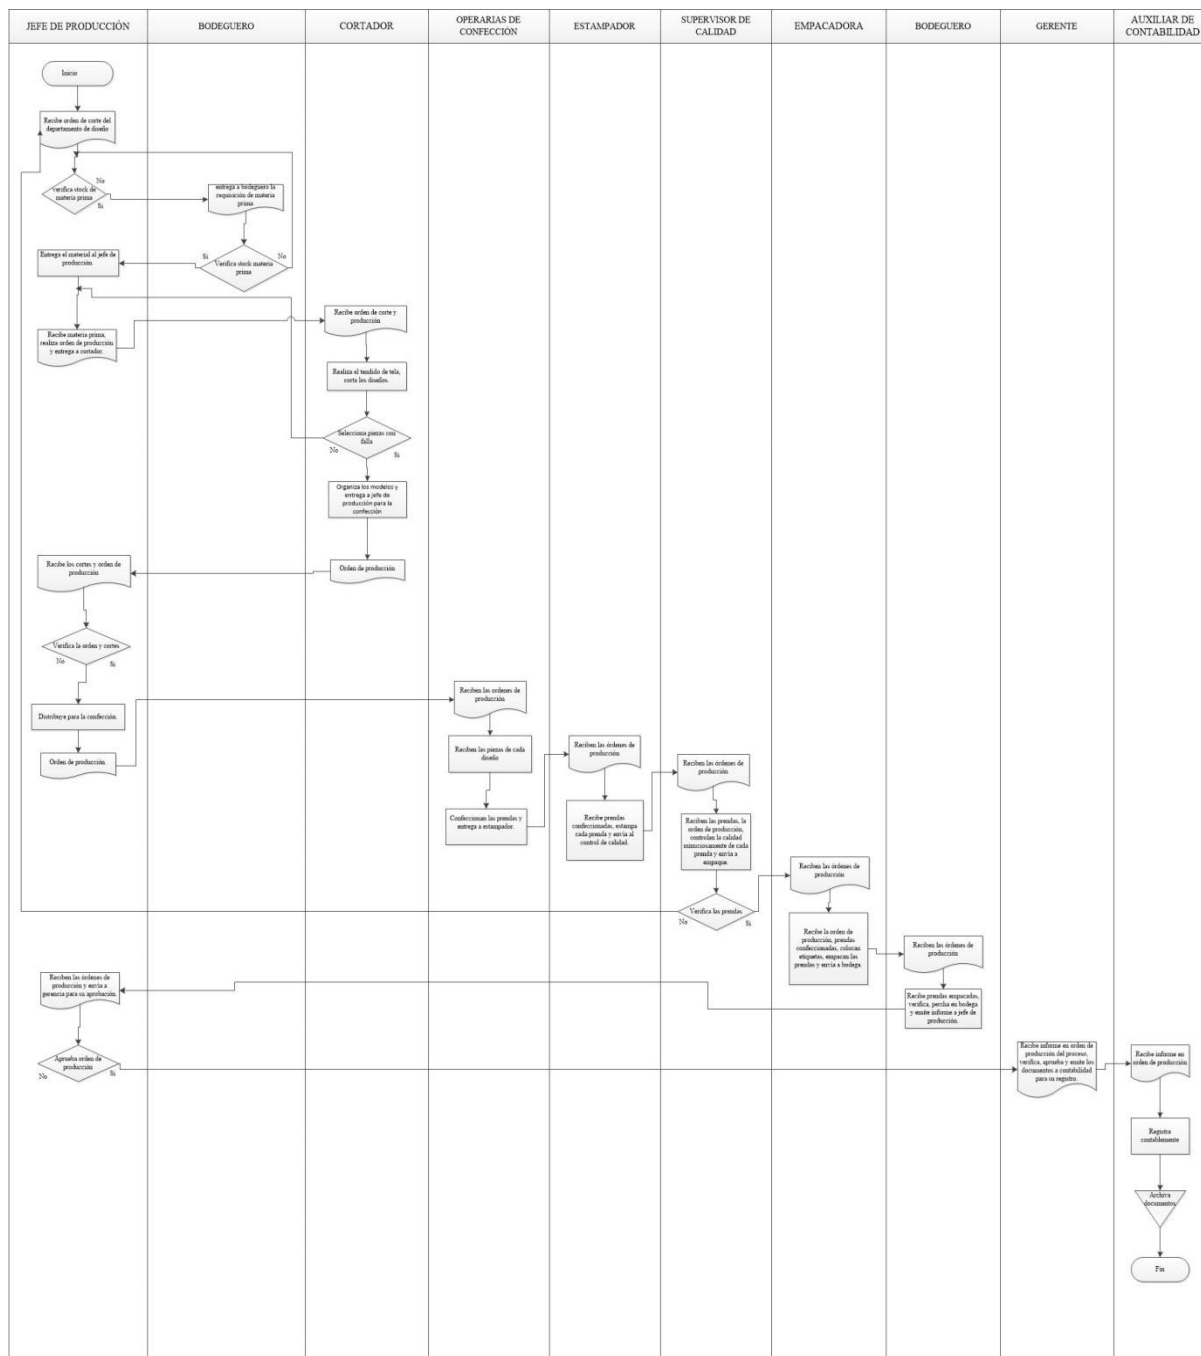 JEFE DE PRODUCCIÓN
BODEGUERO
CORTADOR
OPERARIAS DE
CONFECCIÓN
ESTAMPADOR
SUPERVISOR DE
CALIDAD
EMPACADORA
BODEGUERO
GERENTE
AUXILIAR DE
CONTABILIDAD
Inicio
Recibe orden de corte del
departamento de diseño
verifica stock de
materia prima
No
Si
entrega a bodeguero la
requisición de materia
prima
Verifica stock materia
prima
Si
No
Entrega el material al jefe de
producción.
Recibe materia prima,
realiza orden de producción
y entrega a cortador.
Recibe orden de corte y
producción
Realiza el tendido de tela,
corta los diseños.
Selecciona piezas con
falla
No
Si
Organiza los modelos y
entrega a jefe de
producción para la
confección
Orden de producción
Recibe los cortes y orden de
producción
Verifica la orden y cortes
No
Si
Distribuye para la confección.
Orden de producción
Reciben las ordenes de
producción
Reciben las piezas de cada
diseño
Confeccionan las prendas y
entrega a estampador.
Reciben las órdenes de
producción
Recibe prendas
confeccionadas, estampa
cada prenda y envia al
control de calidad.
Reciben las órdenes de
producción
Reciben las prendas, la
orden de producción,
controlan la calidad
minuciosamente de cada
prenda y envia a
empaque.
Verifica las prendas
No
Si
Reciben las órdenes de
producción
Recibe la orden de
producción, prendas
confeccionadas, colocan
etiquetas, empacan las
prendas y envia a bodega.
Reciben las órdenes de
producción
Recibe prendas empacadas,
verifica, percha en bodega
y emite informe a jefe de
producción.
Reciben las órdenes de
producción y envia a
gerencia para su aprobación.
Aprueba orden de
producción
No
Si
Recibe informe en orden de
producción del proceso,
verifica, aprueba y emite los
documentos a contabilidad
para su registro.
Recibe informe en
orden de producción
Registra
contablemente
Archiva
documentos
Fin